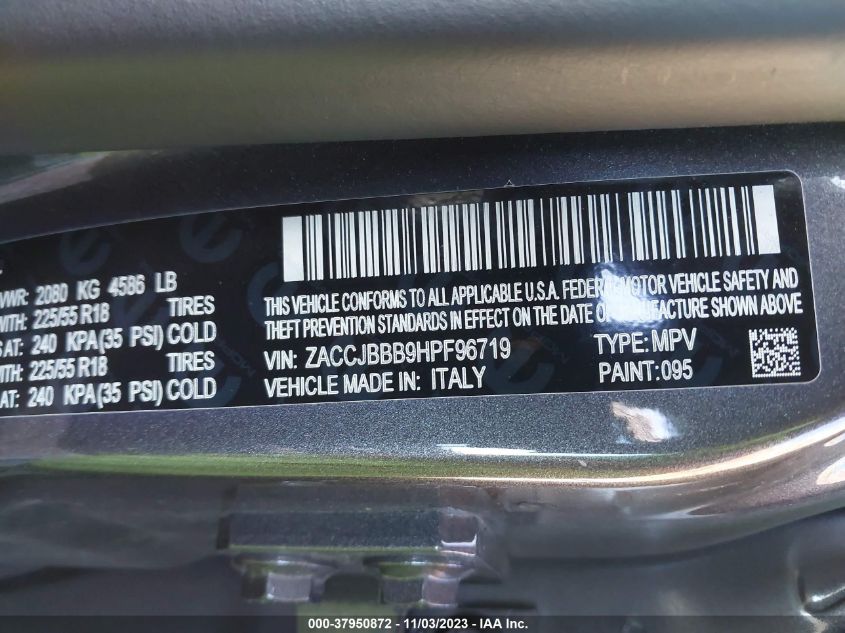 VWR: 2080 KG 4586 LB
WITH: 225/55 R18 TIRES
AT: 240 KPA(35 PSI) COLD
WITH: 225/55 R18 TIRES
AT: 240 KPA(35 PSI) COLD
THIS VEHICLE CONFORMS TO ALL APPLICABLE U.S.A. FEDERAL MOTOR VEHICLE SAFETY AND
THEFT PREVENTION STANDARDS IN EFFECT ON THE DATE OF MANUFACTURE SHOWN ABOVE
VIN: ZACCJBBB9HPF96719 TYPE: MPV
VEHICLE MADE IN: ITALY PAINT: 095
000-37950872 - 11/03/2023 - IAA Inc.